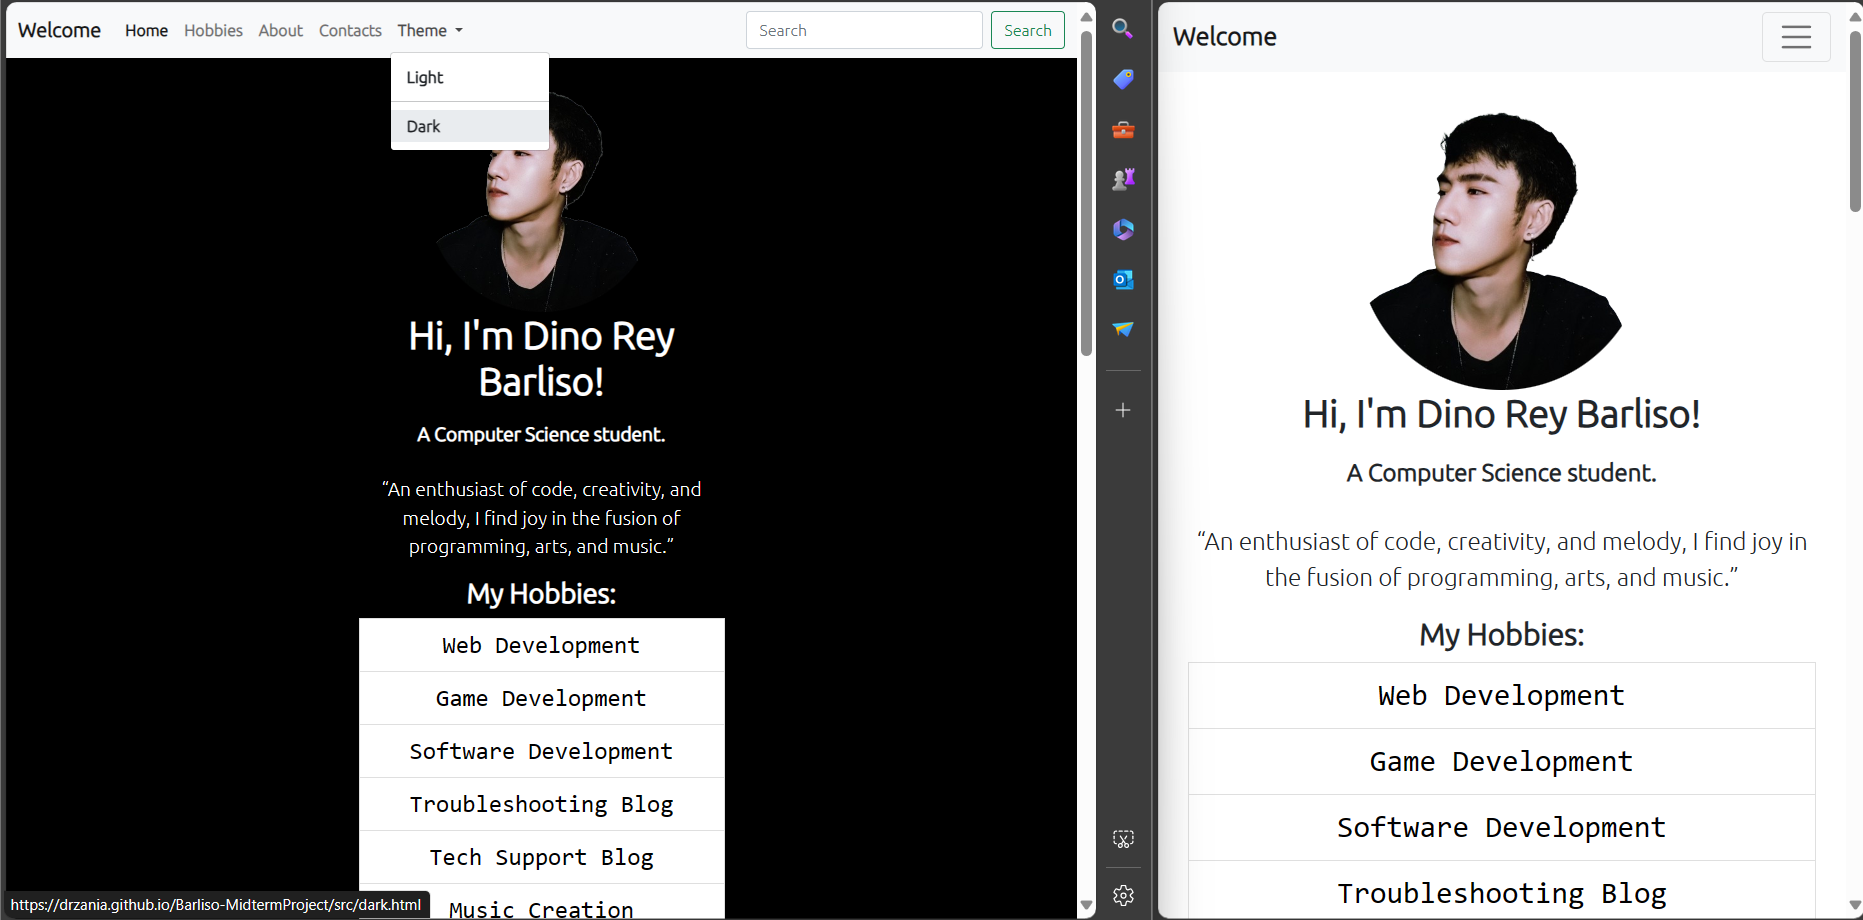 Welcome Home Hobbies About Contacts Theme Search Search
Light
Dark
Hi, I'm Dino Rey
Barliso!
A Computer Science student.
“An enthusiast of code, creativity, and
melody, I find joy in the fusion of
programming, arts, and music.”
My Hobbies:
Web Development
Game Development
Software Development
Troubleshooting Blog
Tech Support Blog
Music Creation
https://drzania.github.io/Barliso-MidtermProject/src/dark.html
Welcome
Hi, I'm Dino Rey Barliso!
A Computer Science student.
“An enthusiast of code, creativity, and melody, I find joy in
the fusion of programming, arts, and music.”
My Hobbies:
Web Development
Game Development
Software Development
Troubleshooting Blog